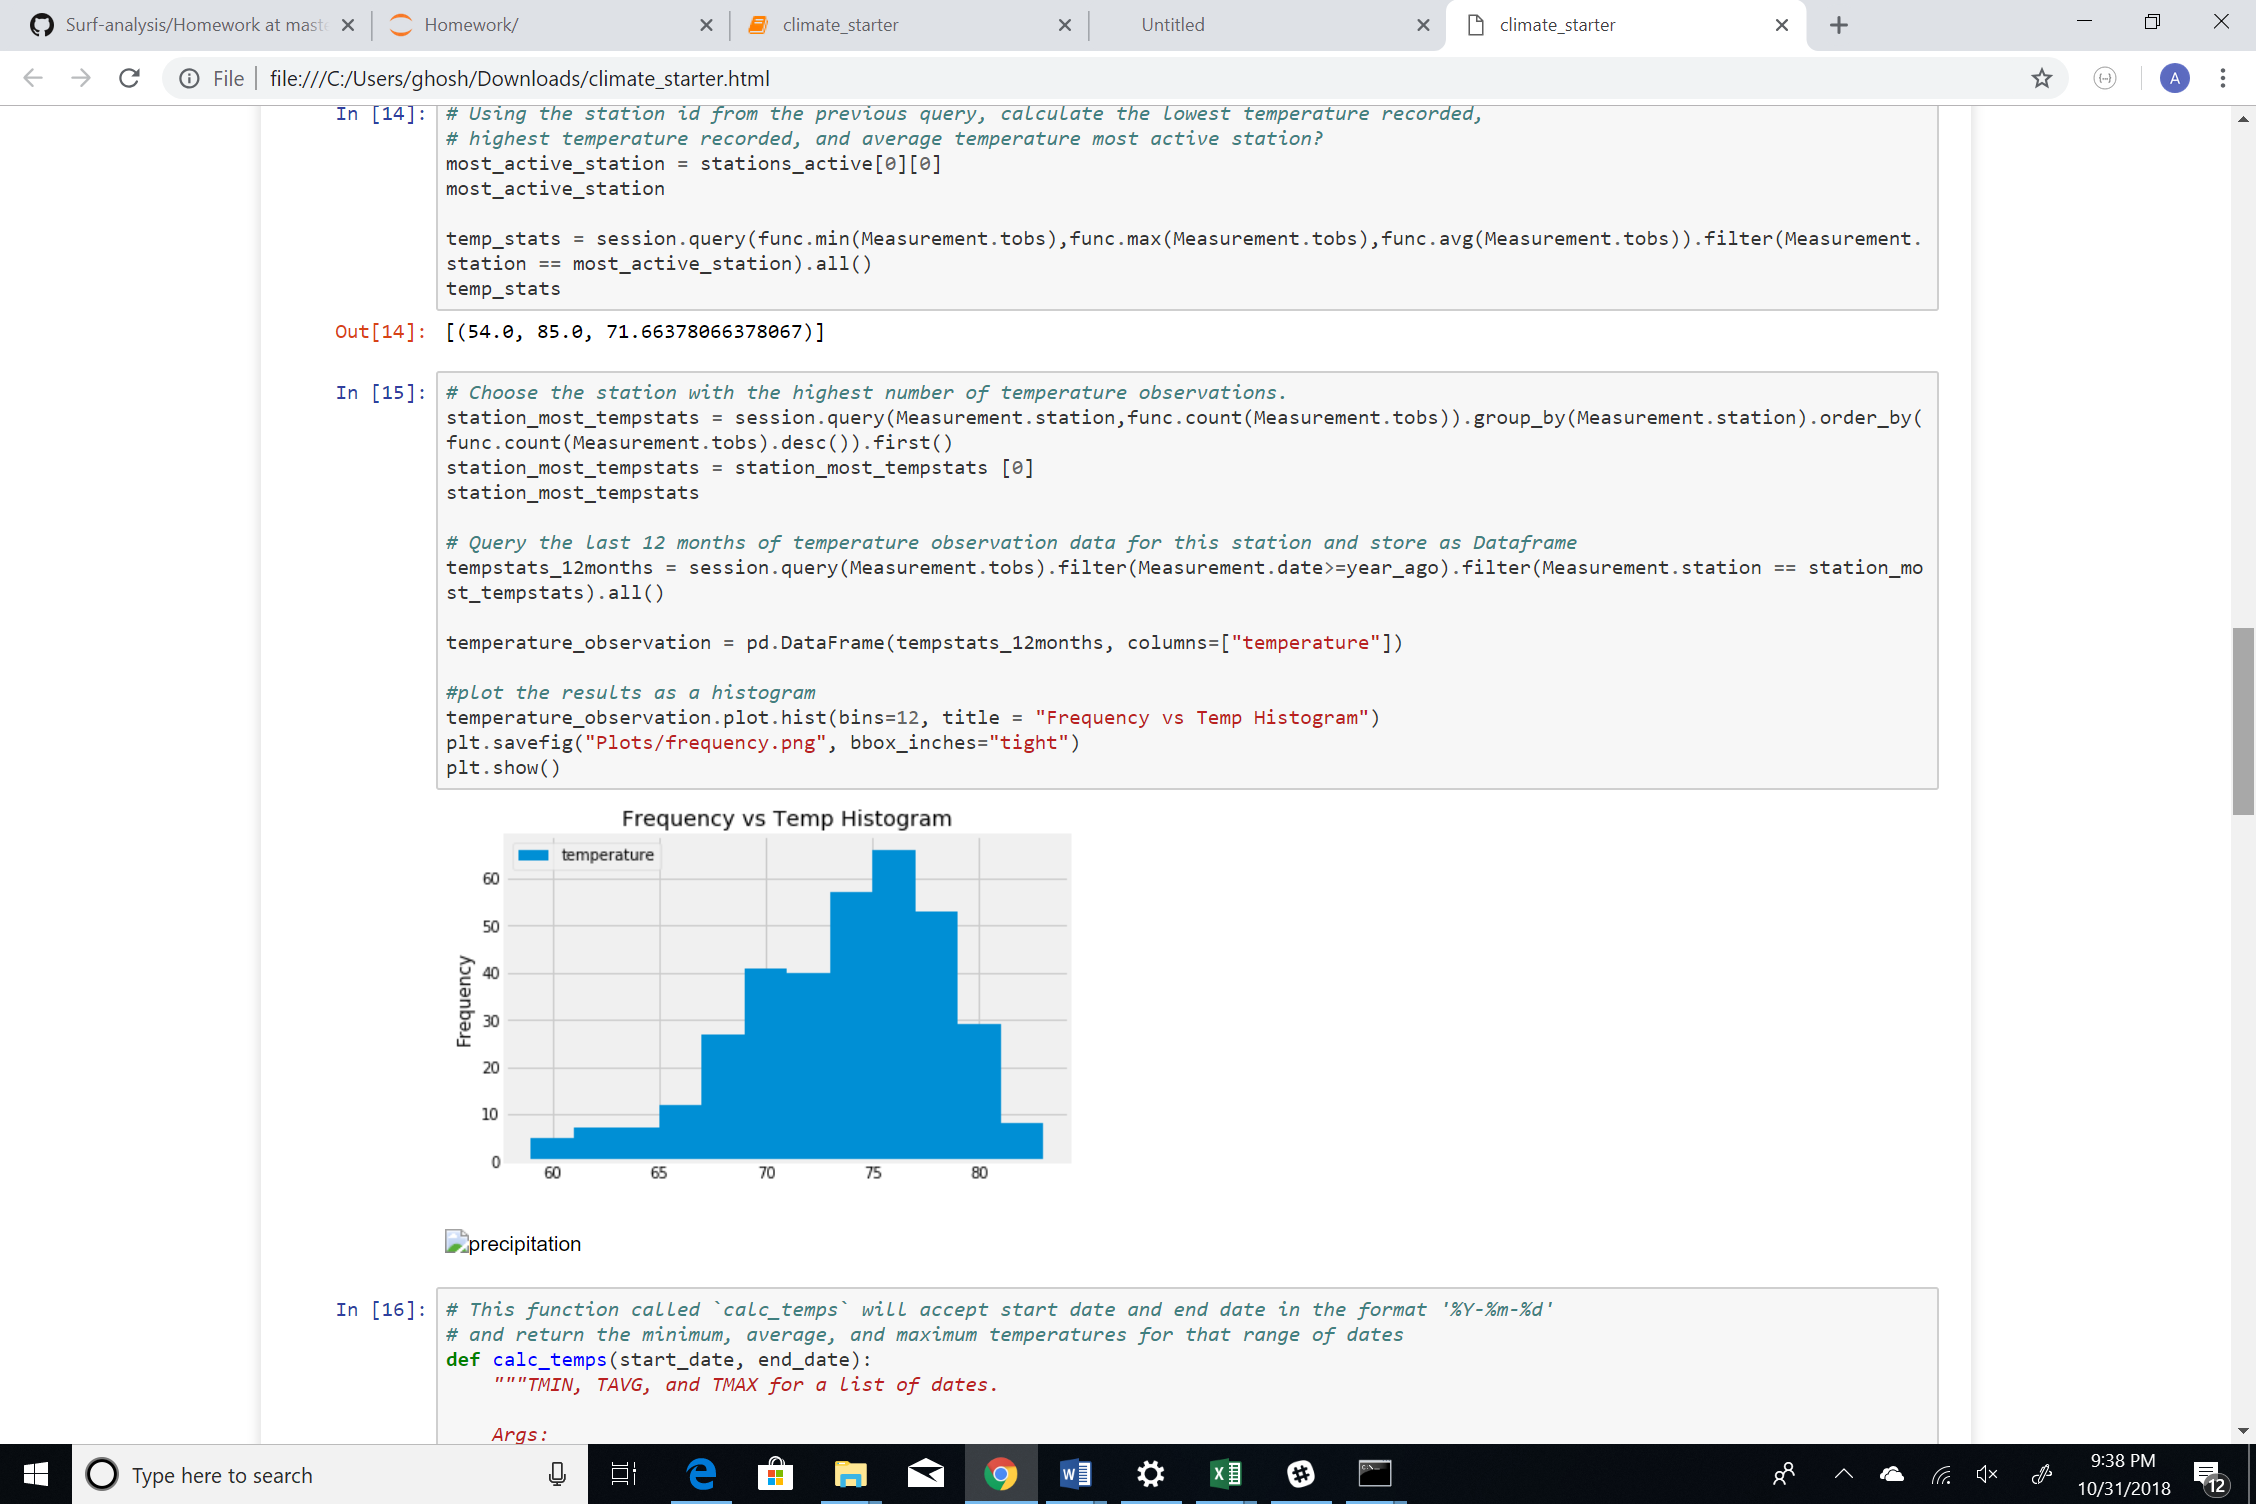 Surf-analysis/Homework at mast
Homework/
climate_starter
Untitled
climate_starter
File
file:///C:/Users/ghosh/Downloads/climate_starter.html
A
In [14]:
# Using the station id from the previous query, calculate the lowest temperature recorded,
# highest temperature recorded, and average temperature most active station?
most_active_station = stations_active[0][0]
most_active_station
temp_stats = session.query(func.min(Measurement.tobs),func.max(Measurement.tobs),func.avg(Measurement.tobs)).filter(Measurement.
station == most_active_station).all()
temp_stats
Out[14]: [(54.0, 85.0, 71.66378066378067)]
In [15]:
# Choose the station with the highest number of temperature observations.
station_most_tempstats = session.query(Measurement.station,func.count(Measurement.tobs)).group_by(Measurement.station).order_by(
func.count(Measurement.tobs).desc()).first()
station_most_tempstats = station_most_tempstats [0]
station_most_tempstats
# Query the last 12 months of temperature observation data for this station and store as Dataframe
tempstats_12months = session.query(Measurement.tobs).filter(Measurement.date>=year_ago).filter(Measurement.station == station_mo
st_tempstats).all()
temperature_observation = pd.DataFrame(tempstats_12months, columns=["temperature"])
#plot the results as a histogram
temperature_observation.plot.hist(bins=12, title = "Frequency vs Temp Histogram")
plt.savefig("Plots/frequency.png", bbox_inches="tight")
plt.show()
Frequency vs Temp Histogram
temperature
60
50
40
30
20
10
0
Frequency
60 65 70 75 80
precipitation
In [16]:
# This function called `calc_temps` will accept start date and end date in the format '%Y-%m-%d'
# and return the minimum, average, and maximum temperatures for that range of dates
def calc_temps(start_date, end_date):
"""TMIN, TAVG, and TMAX for a list of dates.
Args:
Type here to search
9:38 PM
10/31/2018
12